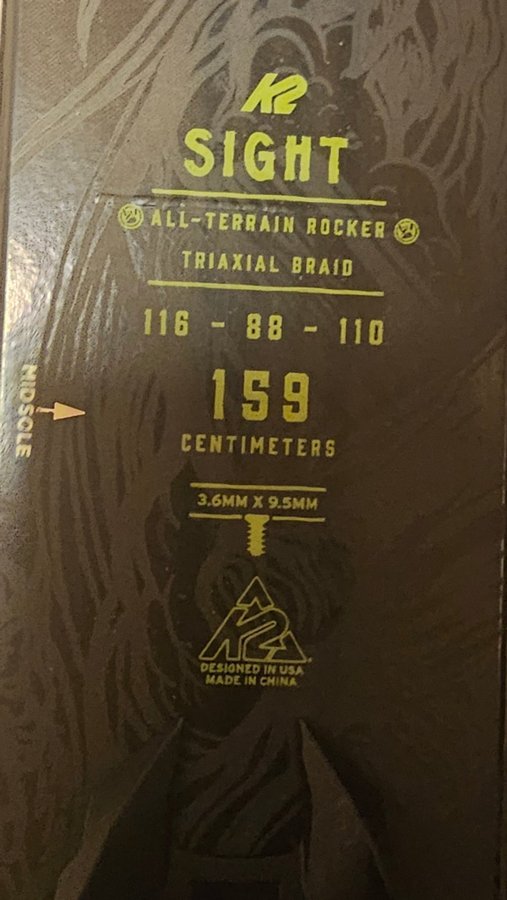 K2
SIGHT
ALL-TERRAIN ROCKER
TRIAXIAL BRAID
116 - 88 - 110
159
CENTIMETERS
MIDSOLE
3.6MM X 9.5MM
K2
DESIGNED IN USA
MADE IN CHINA